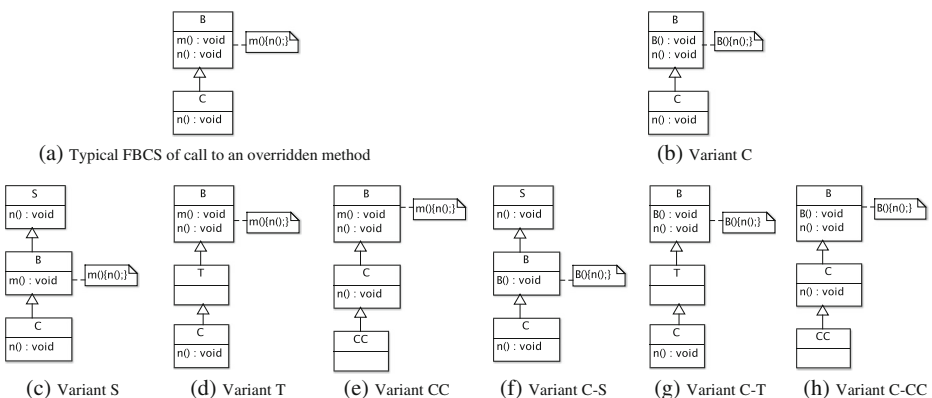 B
m() : void
n() : void
m(){n();}
C
n() : void
(a) Typical FBCS of call to an overridden method
B
B() : void
n() : void
B(){n();}
C
n() : void
(b) Variant C
S
n() : void
B
m() : void
m(){n();}
C
n() : void
(c) Variant S
B
m() : void
n() : void
m(){n();}
T
C
n() : void
(d) Variant T
B
m() : void
n() : void
m(){n();}
C
n() : void
CC
(e) Variant CC
S
n() : void
B
B() : void
B(){n();}
C
n() : void
(f) Variant C-S
B
B() : void
n() : void
B(){n();}
T
C
n() : void
(g) Variant C-T
B
B() : void
n() : void
B(){n();}
C
n() : void
CC
(h) Variant C-CC